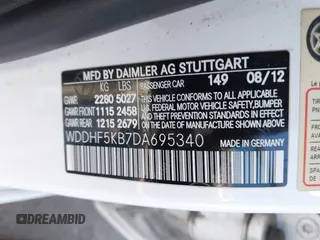 MFD BY DAIMLER AG STUTTGART
KG LBS PASSENGER CAR 149 08/12
GVWR 2280 5027
GAWR FRONT 1115 2458
GAWR REAR 1215 2679
THIS VEHICLE CONFORMS TO ALL APPLICABLE
U.S. FEDERAL MOTOR VEHICLE SAFETY, BUMPER,
AND THEFT PREVENTION STANDARDS IN EFFECT
ON THE DATE OF MANUFACTURE SHOWN ABOVE.
WDDHF5KB7DA695340
MADE IN GERMANY
DREAMBID